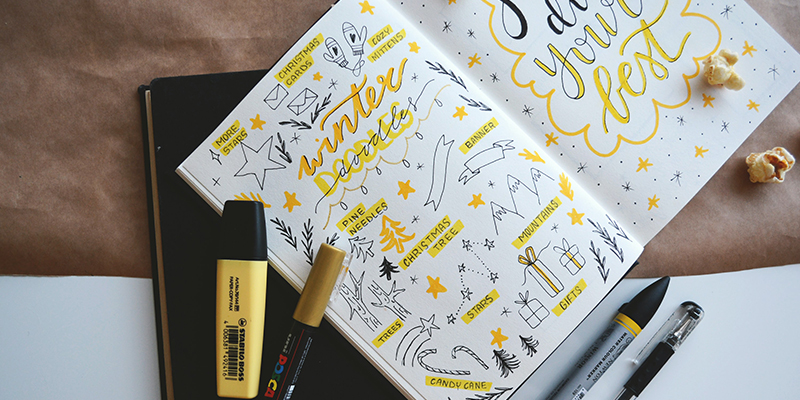 CHRISTMAS
CARDS
COZY
MITTENS
MORE
STARS
winter
doodles
DOODLES
BANNER
PINE
NEEDLES
CHRISTMAS
TREE
MOUNTAINS
STARS
GIFTS
TREES
CANDY CANE
your
best
STABILO
BOSS
POSCA